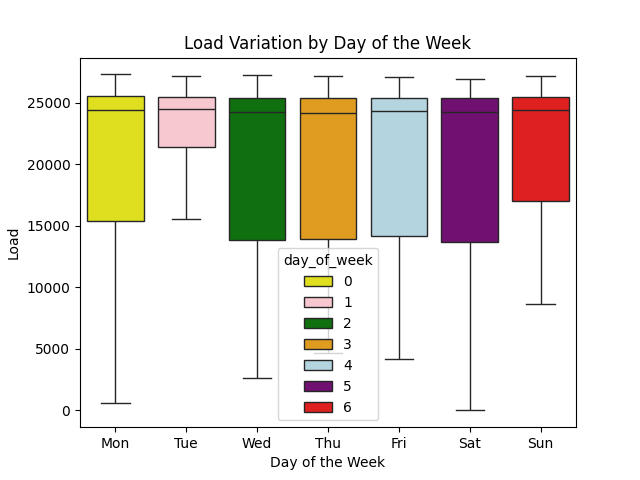 Load Variation by Day of the Week
Load
25000
20000
15000
10000
5000
0
day_of_week
0
1
2
3
4
5
6
Mon Tue Wed Thu Fri Sat Sun
Day of the Week